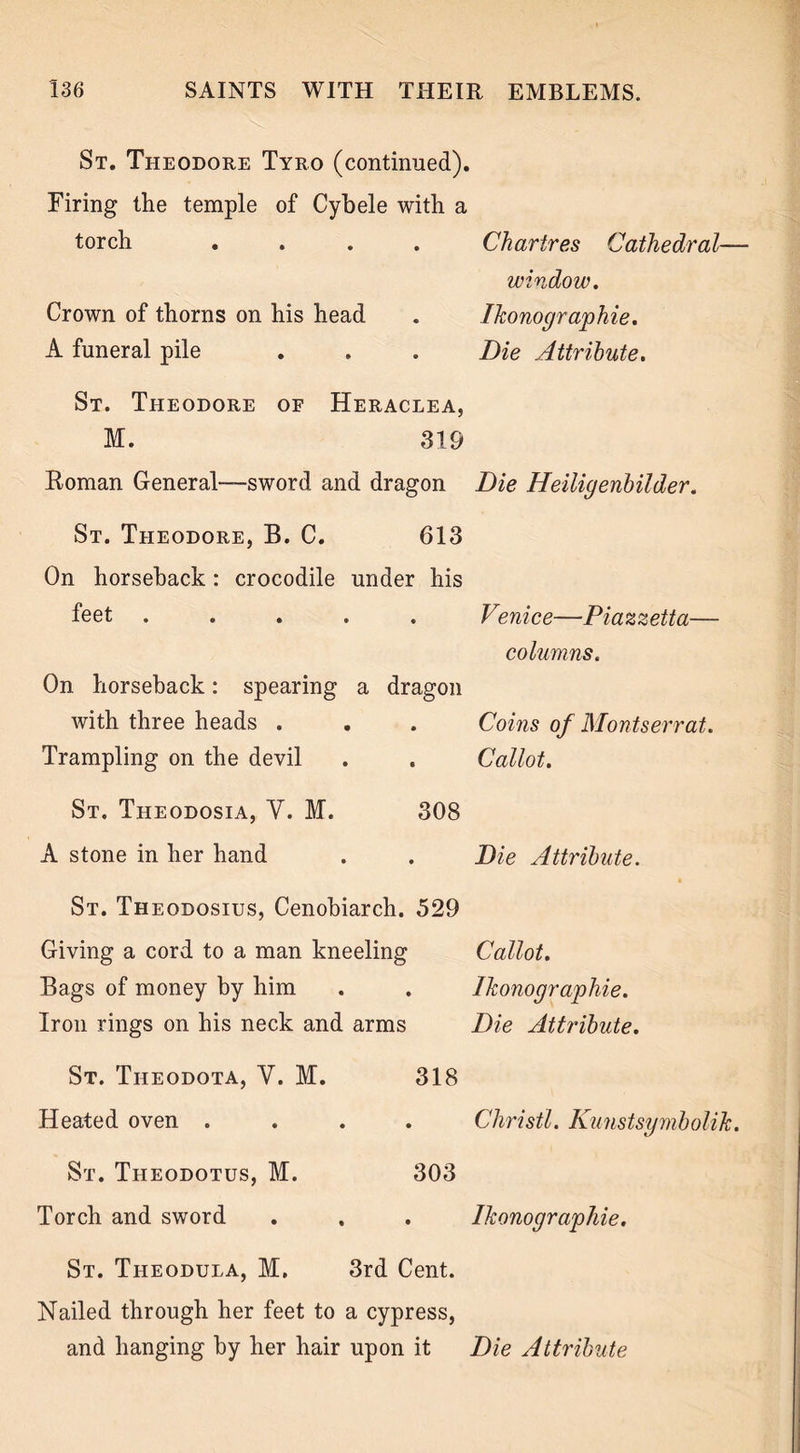 136 SAINTS WITH THEIR EMBLEMS.
St. Theodore Tyro (continued).
Firing the temple of Cybele with a
torch . . . . Chartres Cathedral—
window.
Crown of thorns on his head . Ikonographie.
A funeral pile . . . Die Attribute.
St. Theodore of Heraclea,
M. 319
Roman General—sword and dragon Die Heiligenbilder.
St. Theodore, B. C. 613
On horseback: crocodile under his
feet . . . . . Venice—Piazzetta—
columns.
On horseback: spearing a dragon
with three heads . . . Coins of Montserrat.
Trampling on the devil . . Callot.
St. Theodosia, V. M. 308
A stone in her hand . . Die Attribute.
St. Theodosius, Cenobiarch. 529
Giving a cord to a man kneeling Callot.
Bags of money by him . . Ikonographie.
Iron rings on his neck and arms Die Attribute.
St. Theodota, V. M. 318
Heated oven . . . . Christl. Kunstsymbolik.
St. Theodotus, M. 303
Torch and sword . . . Ikonographie.
St. Theodula, M. 3rd Cent.
Nailed through her feet to a cypress,
and hanging by her hair upon it Die Attribute